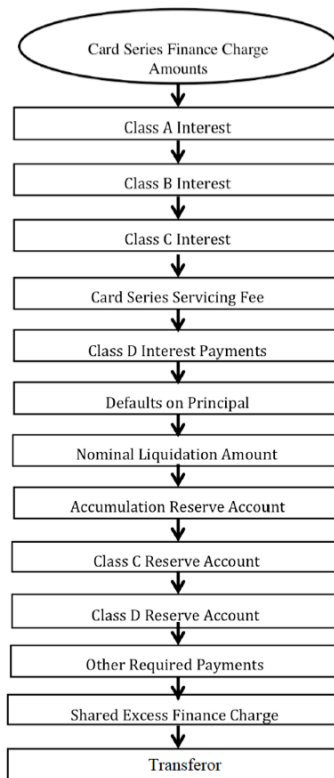 Card Series Finance Charge
Amounts
Class A Interest
Class B Interest
Class C Interest
Card Series Servicing Fee
Class D Interest Payments
Defaults on Principal
Nominal Liquidation Amount
Accumulation Reserve Account
Class C Reserve Account
Class D Reserve Account
Other Required Payments
Shared Excess Finance Charge
Transferor